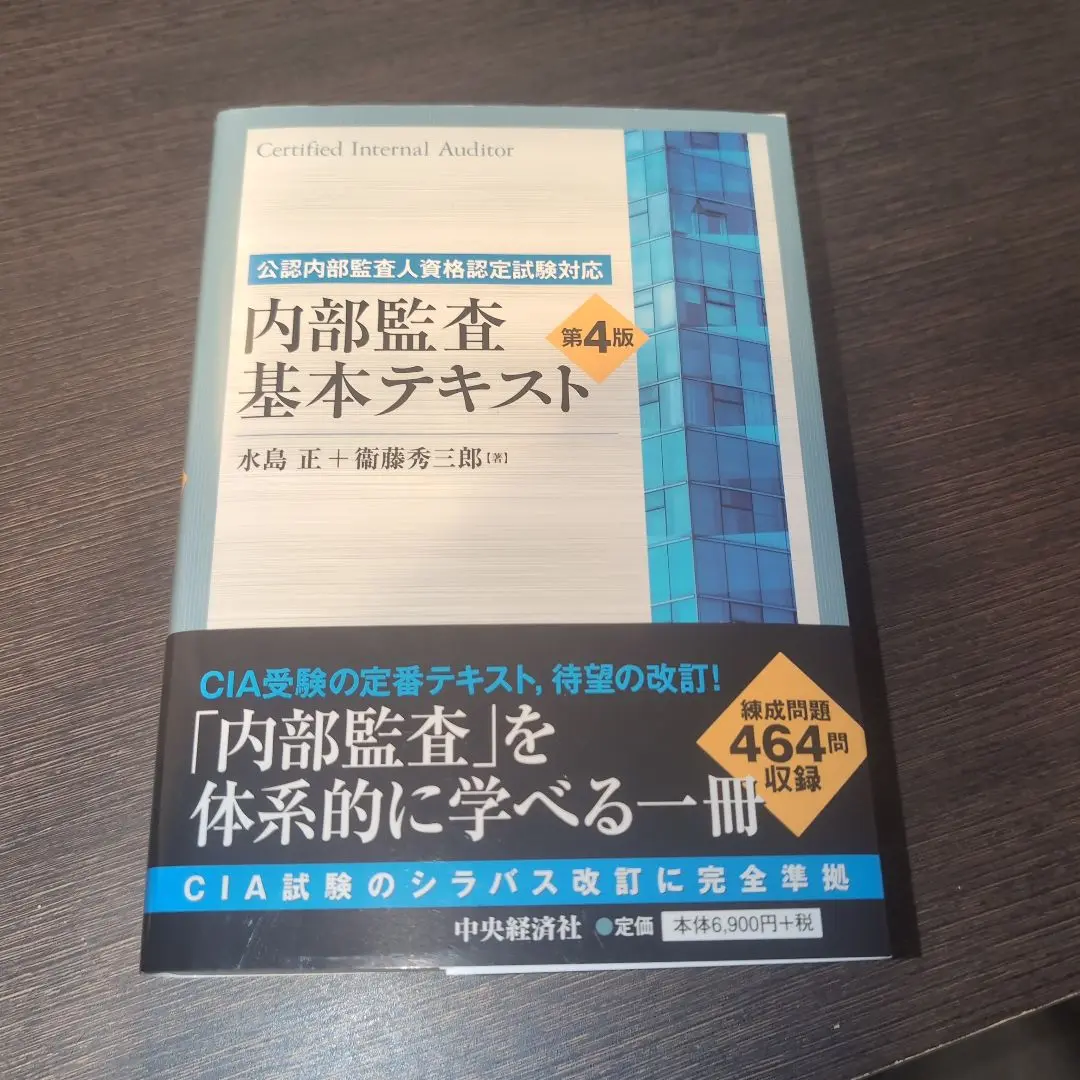 Certified Internal Auditor
公認内部監査人資格認定試験対応
内部監査
基本テキスト
第4版
水島 正＋衞藤秀三郎【著】
CIA受験の定番テキスト，待望の改訂！
「内部監査」を
体系的に学べる一冊
練成問題
464問
収録
CIA試験のシラバス改訂に完全準拠
中央経済社 ●定価 本体6,900円＋税